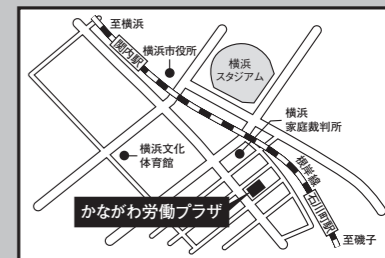 至横浜
関内駅
横浜市役所
横浜
スタジアム
横浜
家庭裁判所
横浜文化
体育館
根岸線
かながわ労働プラザ
石川町駅
至磯子